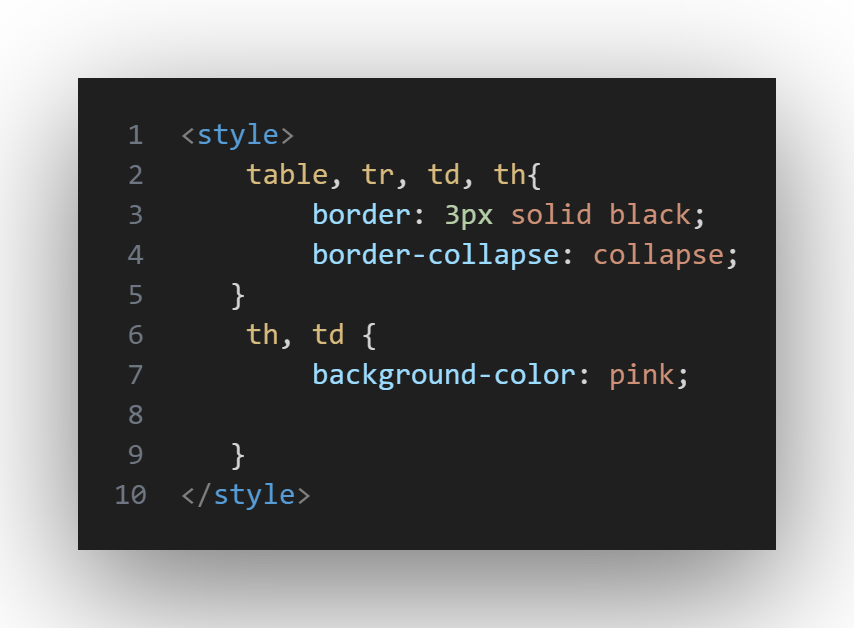 1 <style>
2     table, tr, td, th{
3         border: 3px solid black;
4         border-collapse: collapse;
5    }
6     th, td {
7         background-color: pink;
8
9    }
10 </style>